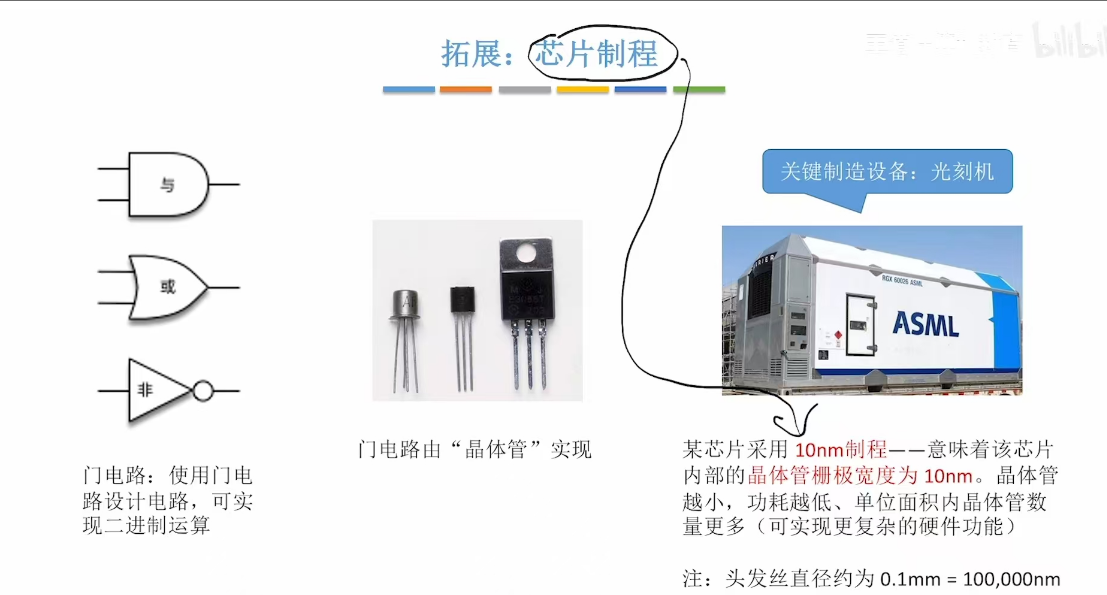 拓展：芯片制程
bilibili
与
或
非
门电路：使用门电
路设计电路，可实
现二进制运算
门电路由“晶体管”实现
关键制造设备：光刻机
RGX 60026 ASML
ASML
某芯片采用 10nm制程——意味着该芯片
内部的晶体管栅极宽度为 10nm。晶体管
越小，功耗越低、单位面积内晶体管数
量更多（可实现更复杂的硬件功能）
注：头发丝直径约为 0.1mm = 100,000nm